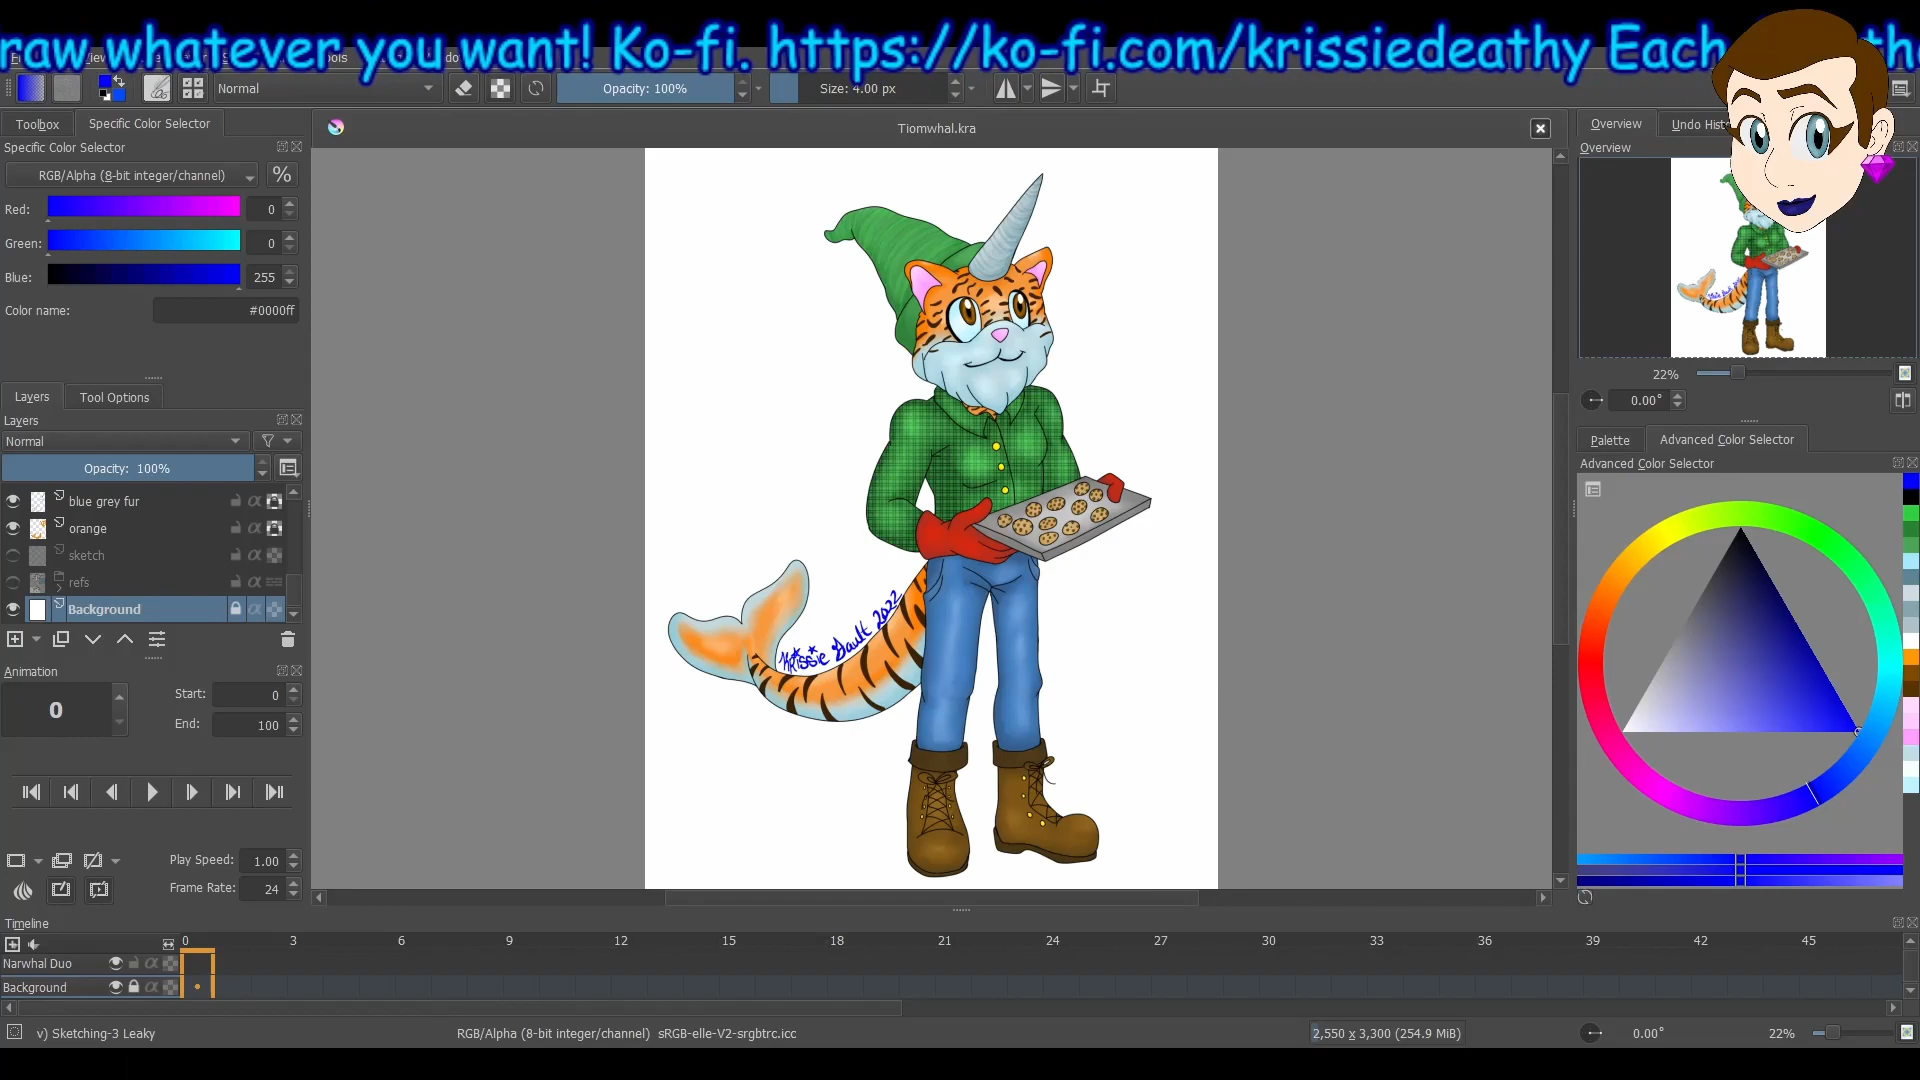 raw whatever you want! Ko-fi. https://ko-fi.com/krissiedeathy Each
Normal
Opacity: 100%
Size: 4.00 px
Toolbox
Specific Color Selector
Tiomwhal.kra
Overview
Undo Hist
Specific Color Selector
Overview
RGB/Alpha (8-bit integer/channel)
%
Red: 0
Green: 0
Blue: 255
Color name: #0000ff
22%
0.00°
Layers
Tool Options
Layers
Normal
Opacity: 100%
Palette
Advanced Color Selector
Advanced Color Selector
blue grey fur
orange
sketch
refs
Background
Krissie Gault 2022
Animation
0
Start: 0
End: 100
Play Speed: 1.00
Frame Rate: 24
Timeline
0 3 6 9 12 15 18 21 24 27 30 33 36 39 42 45
Narwhal Duo
Background
v) Sketching-3 Leaky
RGB/Alpha (8-bit integer/channel) sRGB-elle-V2-srgbtrc.icc
2,550 x 3,300 (254.9 MiB)
0.00°
22%